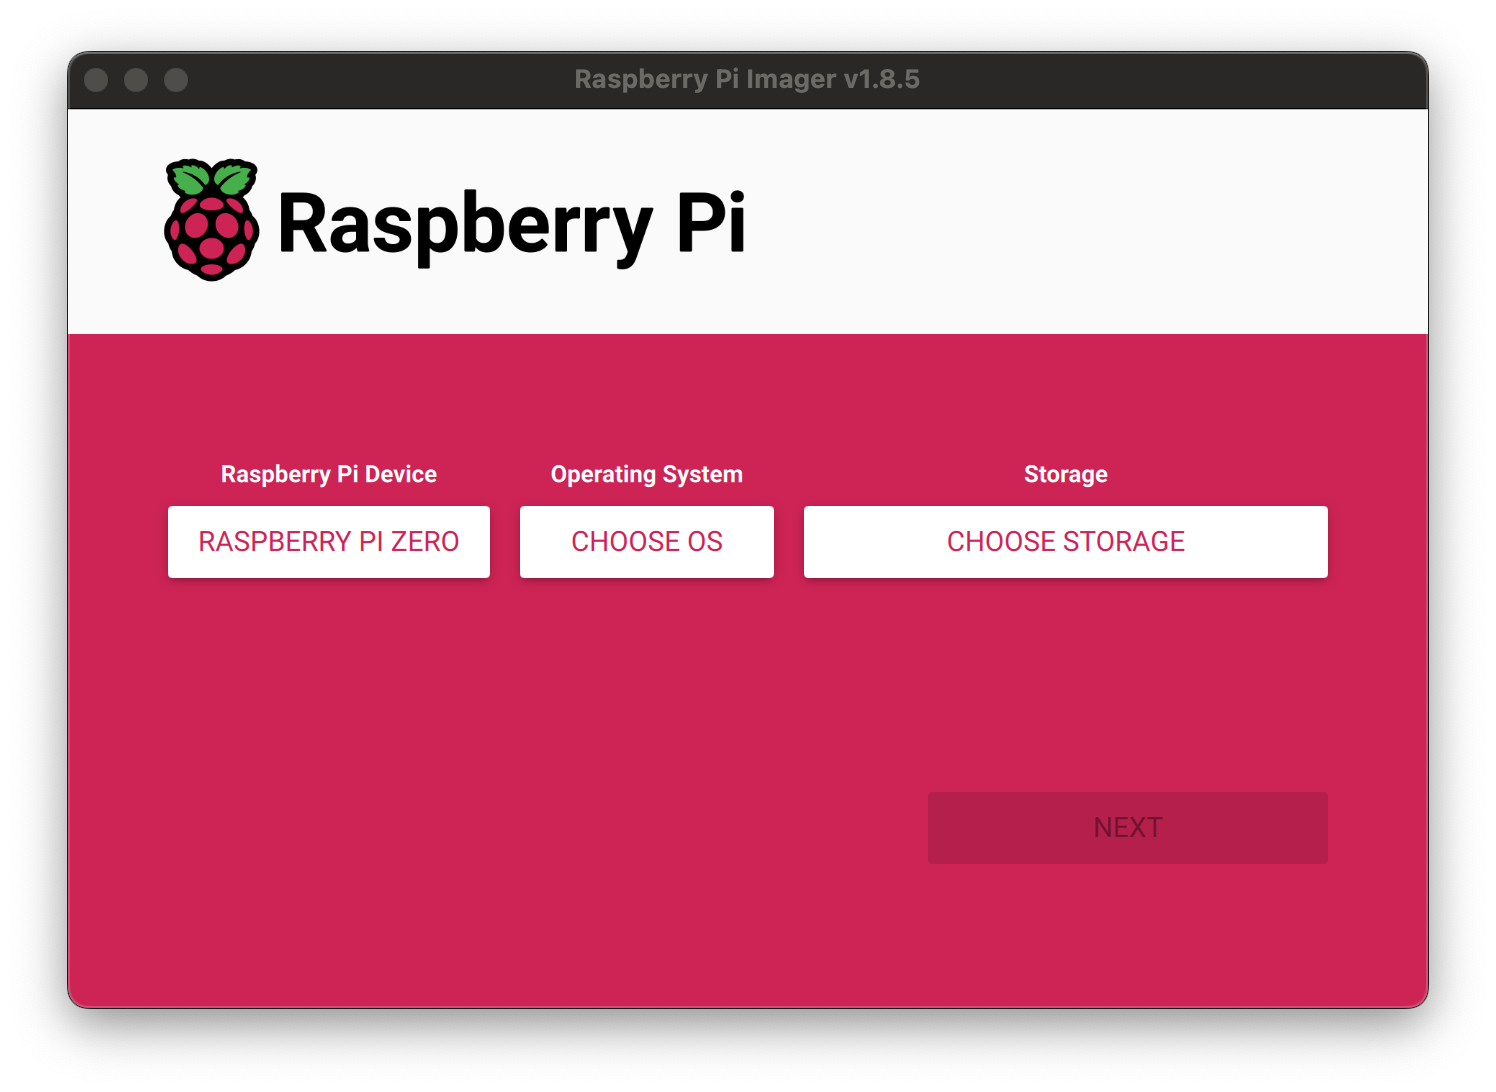 Raspberry Pi Imager v1.8.5
Raspberry Pi
Raspberry Pi Device
Operating System
Storage
RASPBERRY PI ZERO
CHOOSE OS
CHOOSE STORAGE
NEXT